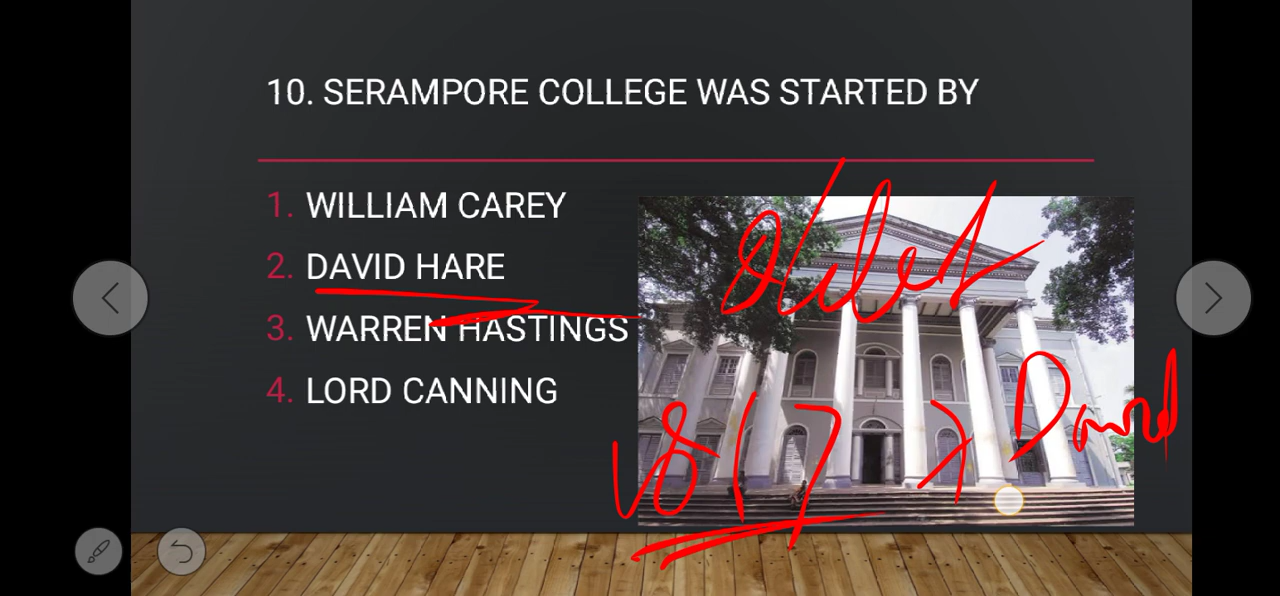 10. SERAMPORE COLLEGE WAS STARTED BY
1. WILLIAM CAREY
2. DAVID HARE
3. WARREN HASTINGS
4. LORD CANNING
1817
David